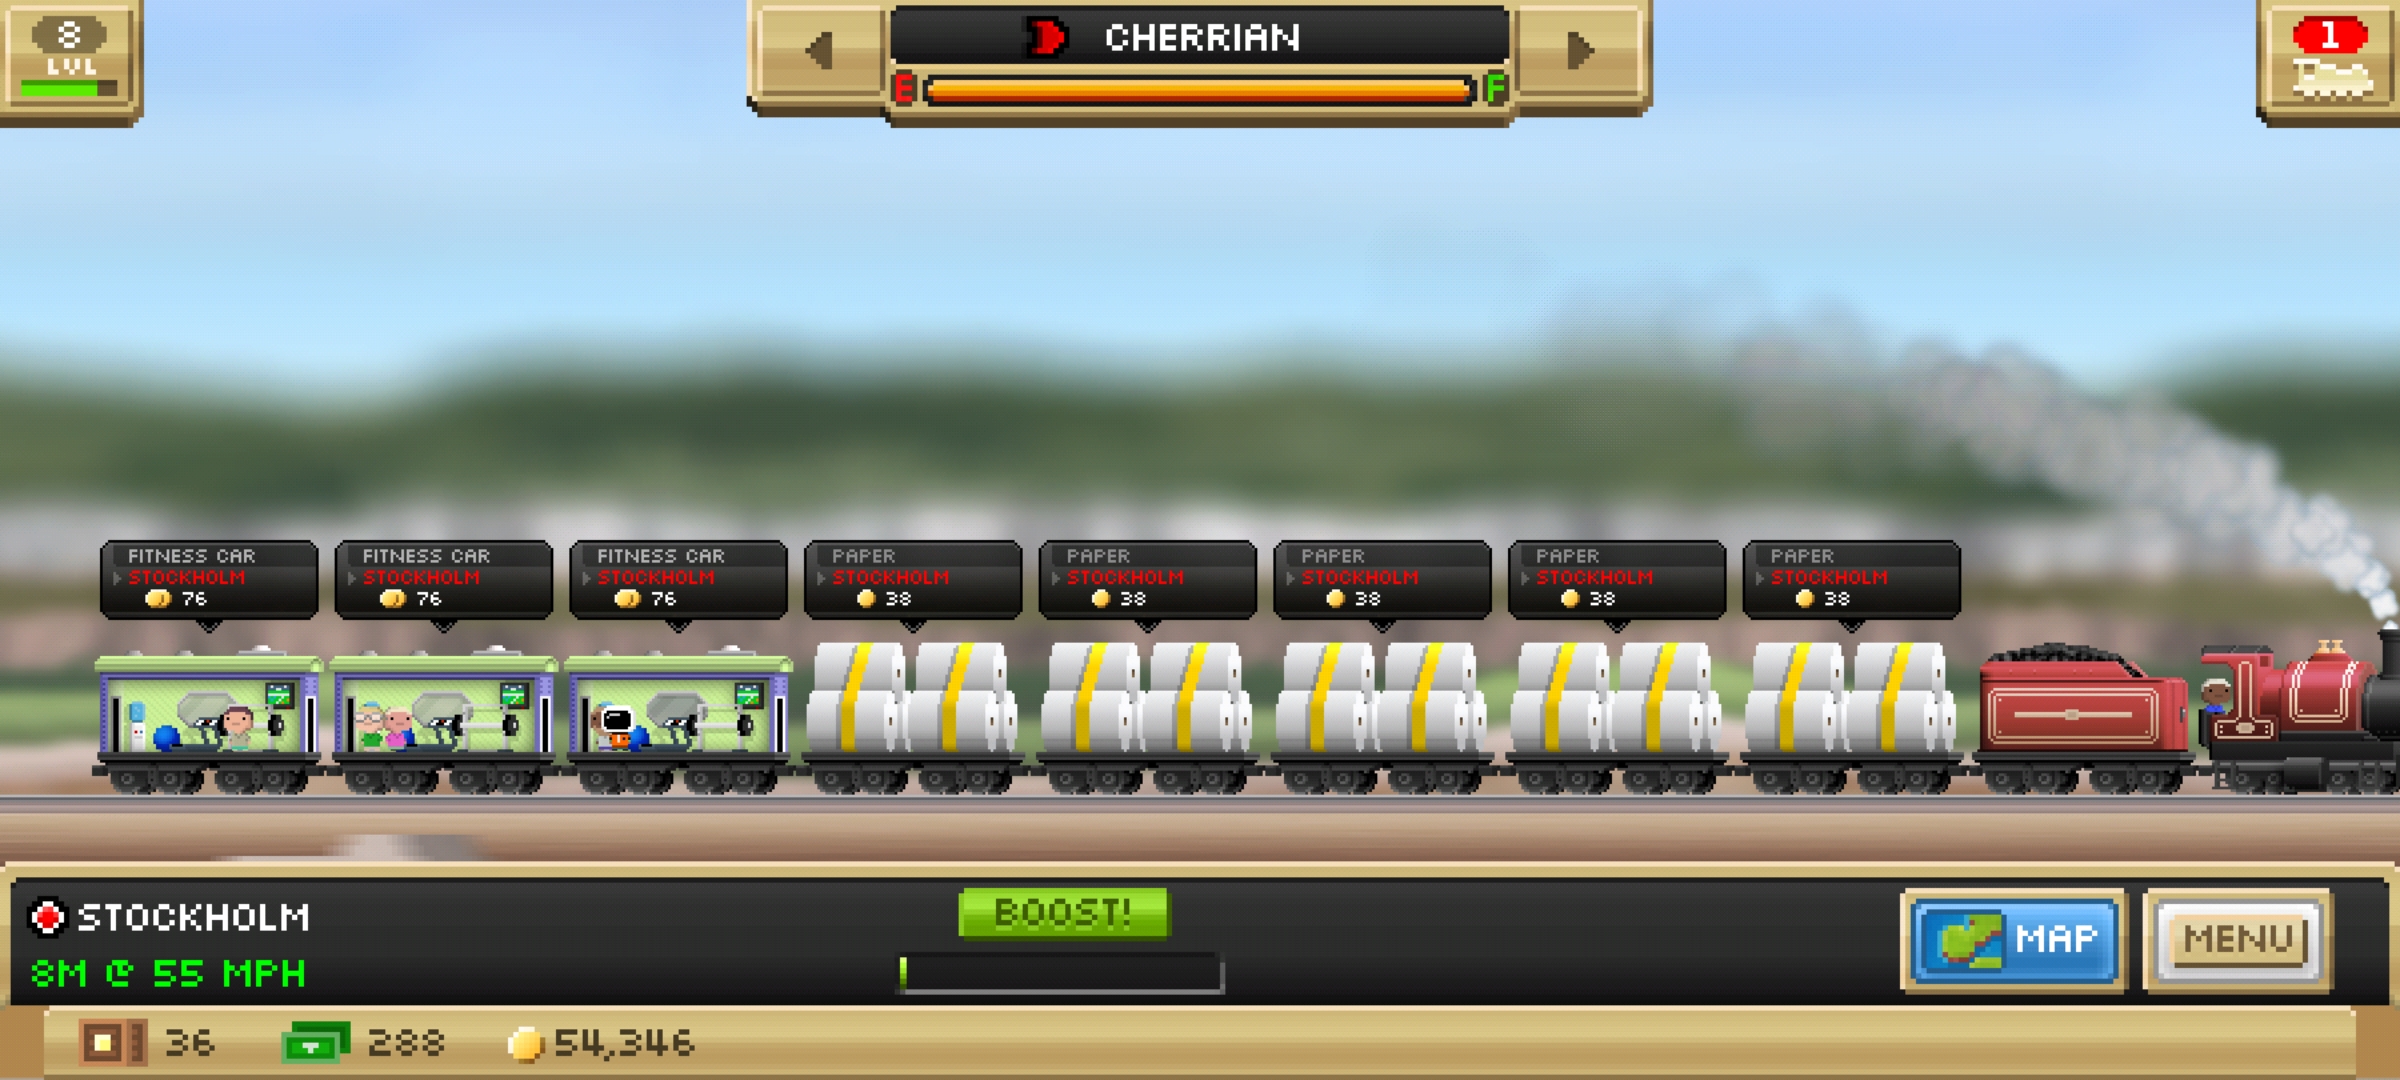 8
LVL
CHERRIAN
E F
1
FITNESS CAR
STOCKHOLM
76
FITNESS CAR
STOCKHOLM
76
FITNESS CAR
STOCKHOLM
76
PAPER
STOCKHOLM
38
PAPER
STOCKHOLM
38
PAPER
STOCKHOLM
38
PAPER
STOCKHOLM
38
PAPER
STOCKHOLM
38
STOCKHOLM
8M @ 55 MPH
BOOST!
MAP
MENU
36 288 54,346